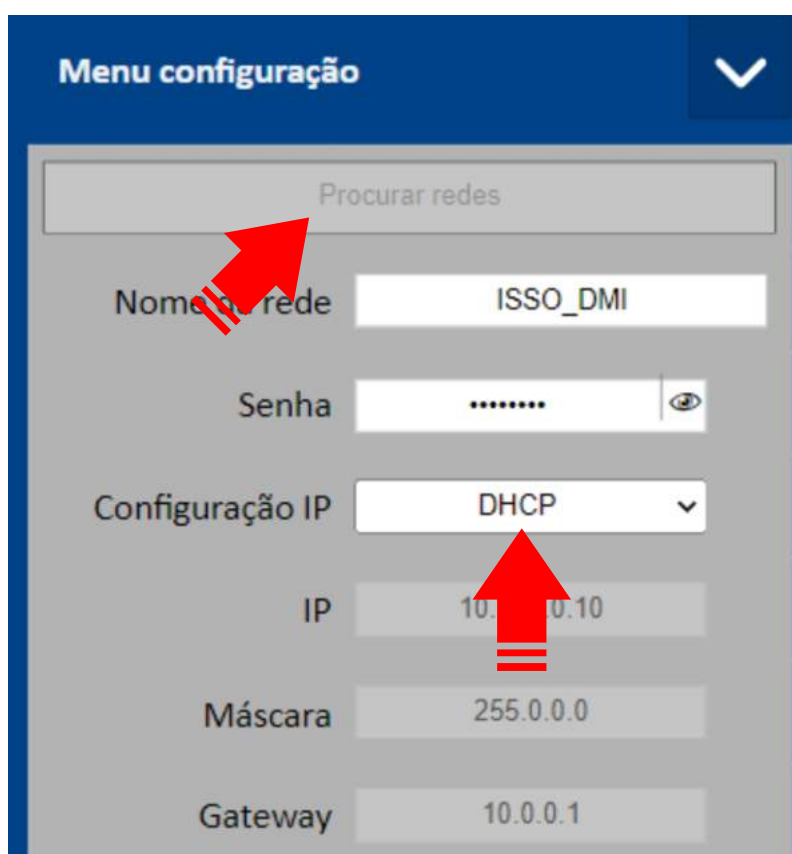 Menu configuração
Procurar redes
Nome rede
ISSO_DMI
Senha
••••••••
Configuração IP
DHCP
IP
Máscara
255.0.0.0
Gateway
10.0.0.1